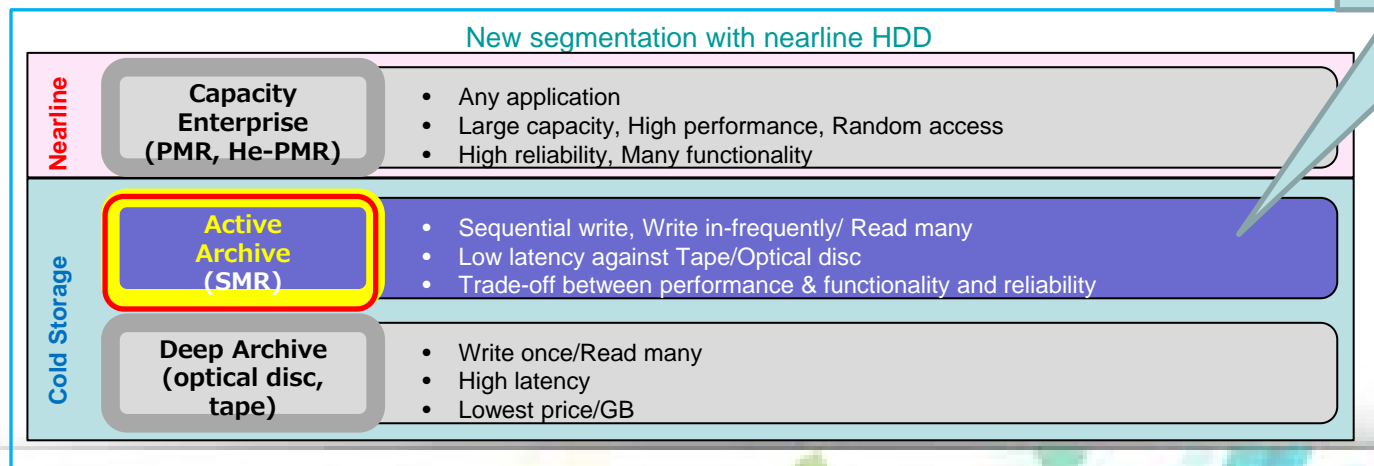 New segmentation with nearline HDD
Nearline
Capacity
Enterprise
(PMR, He-PMR)
• Any application
• Large capacity, High performance, Random access
• High reliability, Many functionality
Cold Storage
Active
Archive
(SMR)
• Sequential write, Write in-frequently/ Read many
• Low latency against Tape/Optical disc
• Trade-off between performance & functionality and reliability
Deep Archive
(optical disc,
tape)
• Write once/Read many
• High latency
• Lowest price/GB